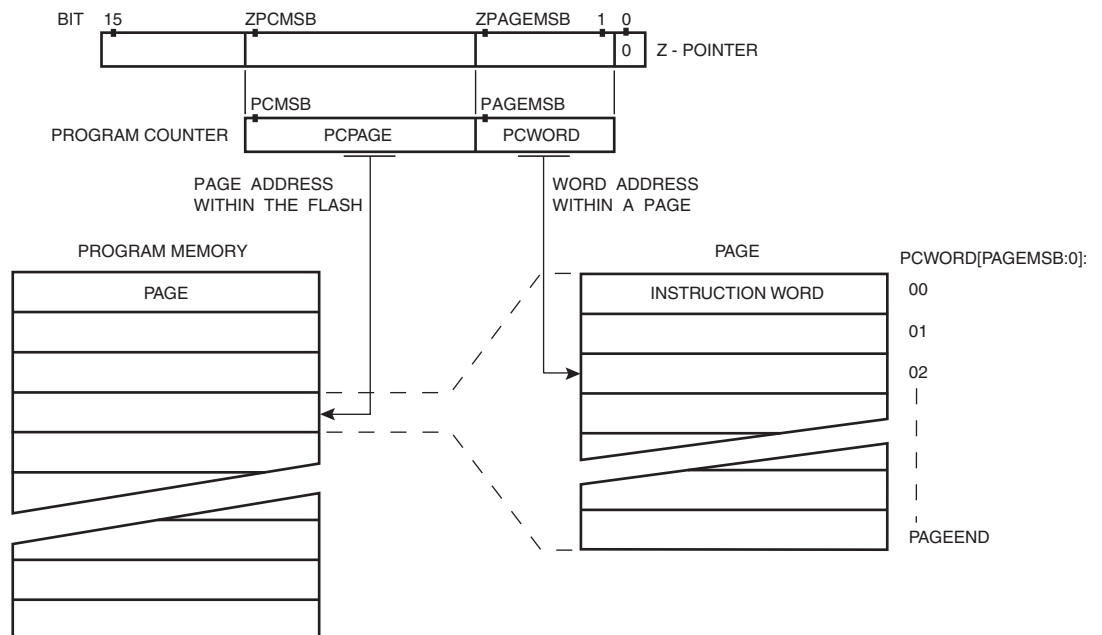 BIT 15 ZPCMSB ZPAGEMSB 1 0
0 Z - POINTER
PCMSB PAGEMSB
PROGRAM COUNTER PCPAGE PCWORD
PAGE ADDRESS
WITHIN THE FLASH
WORD ADDRESS
WITHIN A PAGE
PROGRAM MEMORY
PAGE
PAGE
INSTRUCTION WORD
PCWORD[PAGEMSB:0]:
00
01
02
PAGEEND